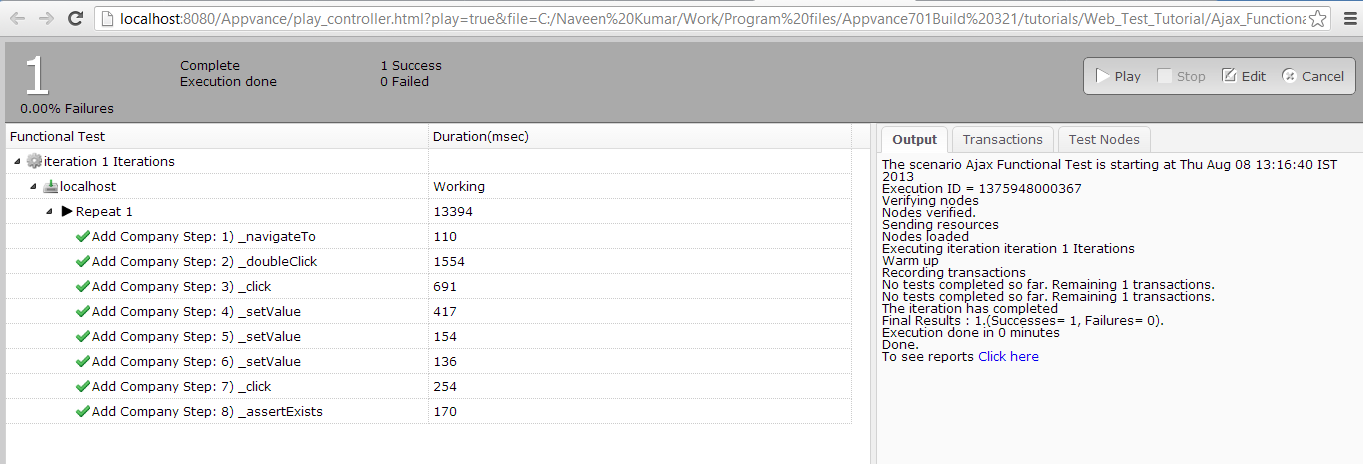 localhost:8080/Appvance/play_controller.html?play=true&file=C:/Naveen%20Kumar/Work/Program%20files/Appvance701Build%20321/tutorials/Web_Test_Tutorial/Ajax_Functiona
1
0.00% Failures
Complete
Execution done
1 Success
0 Failed
Play Stop Edit Cancel
Functional Test Duration(msec)
iteration 1 Iterations
localhost Working
Repeat 1 13394
Add Company Step: 1) _navigateTo 110
Add Company Step: 2) _doubleClick 1554
Add Company Step: 3) _click 691
Add Company Step: 4) _setValue 417
Add Company Step: 5) _setValue 154
Add Company Step: 6) _setValue 136
Add Company Step: 7) _click 254
Add Company Step: 8) _assertExists 170
Output Transactions Test Nodes
The scenario Ajax Functional Test is starting at Thu Aug 08 13:16:40 IST
2013
Execution ID = 1375948000367
Verifying nodes
Nodes verified.
Sending resources
Nodes loaded
Executing iteration iteration 1 Iterations
Warm up
Recording transactions
No tests completed so far. Remaining 1 transactions.
No tests completed so far. Remaining 1 transactions.
The iteration has completed
Final Results : 1.(Successes= 1, Failures= 0).
Execution done in 0 minutes
Done.
To see reports Click here